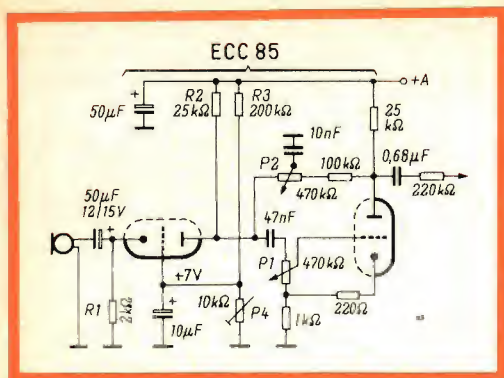 ECC 85
+A
50µF
+
R2
25kΩ
R3
200kΩ
25
kΩ
10nF
P2
100kΩ
470kΩ
0,68µF
220kΩ
50µF
12/15V
+
47nF
P1
470kΩ
+7V
R1
2kΩ
+
10µF
10kΩ
P4
1kΩ
220Ω